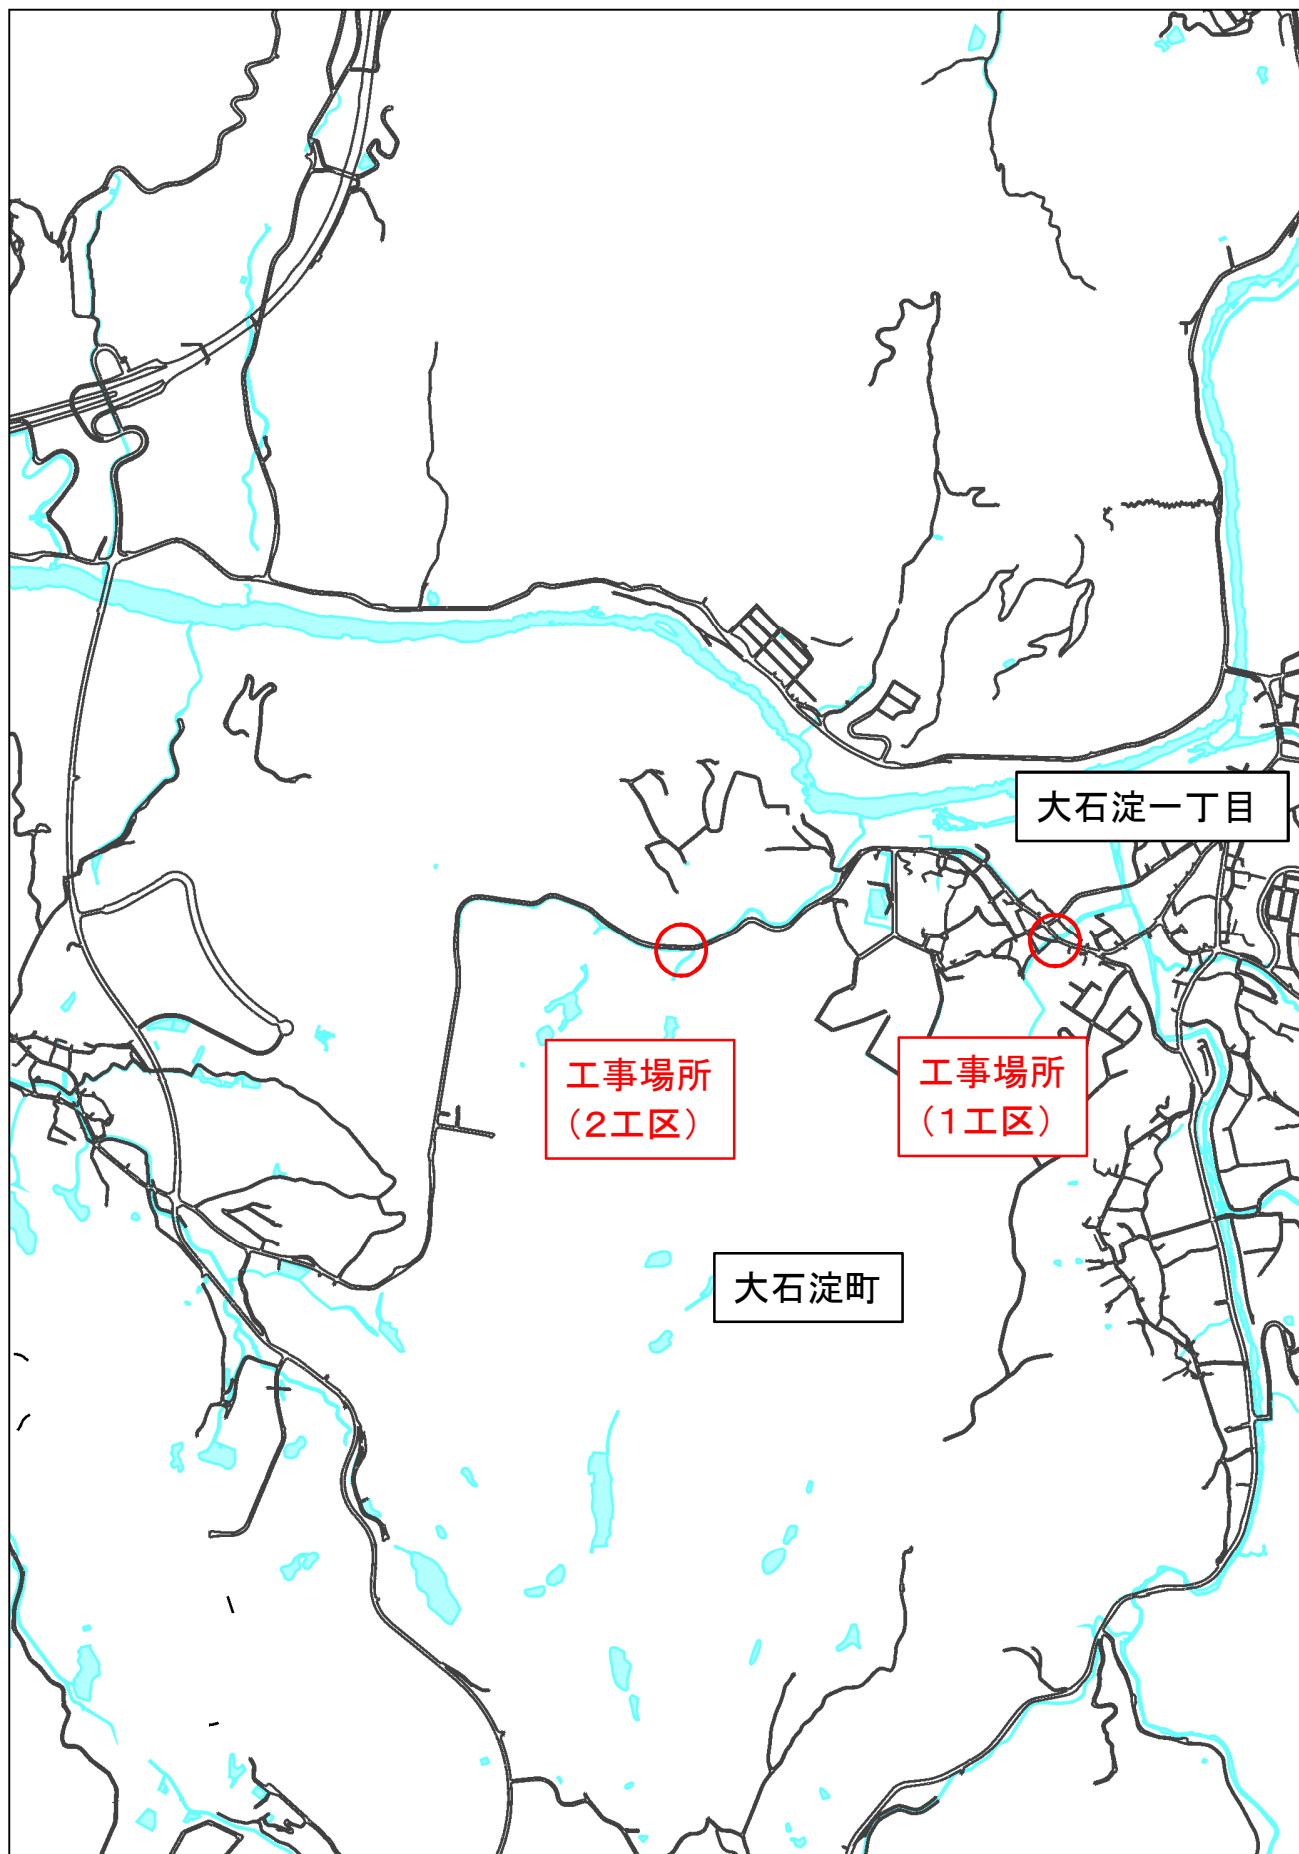 大石淀一丁目
工事場所
（2工区）
工事場所
（1工区）
大石淀町